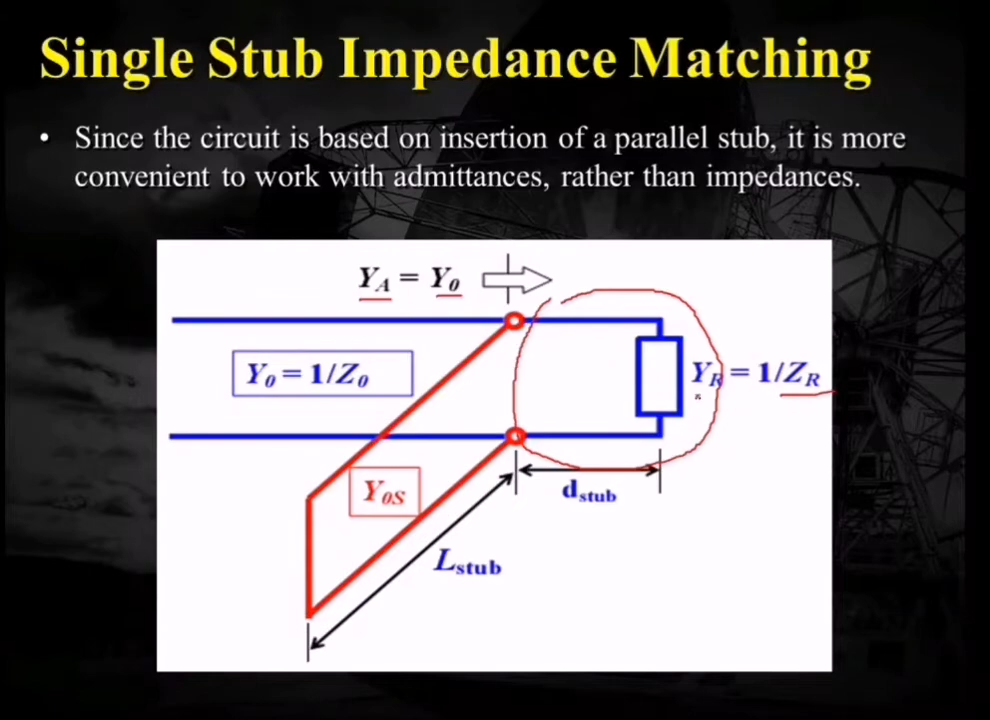 Single Stub Impedance Matching
• Since the circuit is based on insertion of a parallel stub, it is more
convenient to work with admittances, rather than impedances.
Y_A = Y_0
Y_0 = 1/Z_0
Y_R = 1/Z_R
Y_0S
d_stub
L_stub